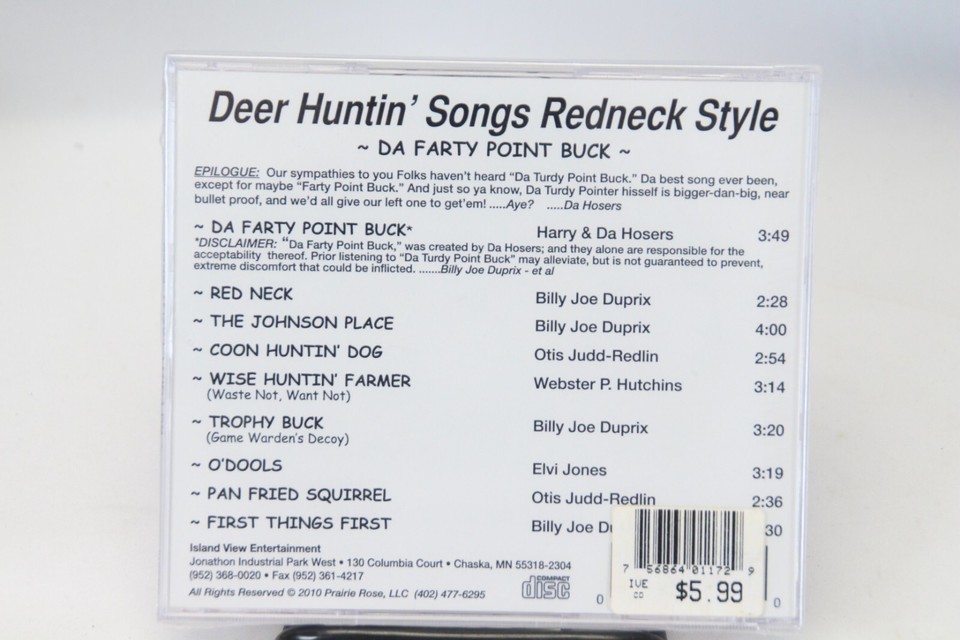 Deer Huntin' Songs Redneck Style
~ DA FARTY POINT BUCK ~
EPILOGUE: Our sympathies to you Folks haven't heard "Da Turdy Point Buck." Da best song ever been,
except for maybe "Farty Point Buck." And just so ya know, Da Turdy Pointer hisself is bigger-dan-big, near
bullet proof, and we'd all give our left one to get'em! .....Aye? .....Da Hosers
~ DA FARTY POINT BUCK* Harry & Da Hosers 3:49
*DISCLAIMER: "Da Farty Point Buck," was created by Da Hosers; and they alone are responsible for the
acceptability thereof. Prior listening to "Da Turdy Point Buck" may alleviate, but is not guaranteed to prevent,
extreme discomfort that could be inflicted. .......Billy Joe Duprix - et al
~ RED NECK Billy Joe Duprix 2:28
~ THE JOHNSON PLACE Billy Joe Duprix 4:00
~ COON HUNTIN' DOG Otis Judd-Redlin 2:54
~ WISE HUNTIN' FARMER Webster P. Hutchins 3:14
(Waste Not, Want Not)
~ TROPHY BUCK Billy Joe Duprix 3:20
(Game Warden's Decoy)
~ O'DOOLS Elvi Jones 3:19
~ PAN FRIED SQUIRREL Otis Judd-Redlin 2:36
~ FIRST THINGS FIRST Billy Joe Du 30
Island View Entertainment
Jonathon Industrial Park West • 130 Columbia Court • Chaska, MN 55318-2304
(952) 368-0020 • Fax (952) 361-4217
All Rights Reserved © 2010 Prairie Rose, LLC (402) 477-6295
COMPACT
disc
0
7 56864 01172 9
IVE
CD
$5.99
0